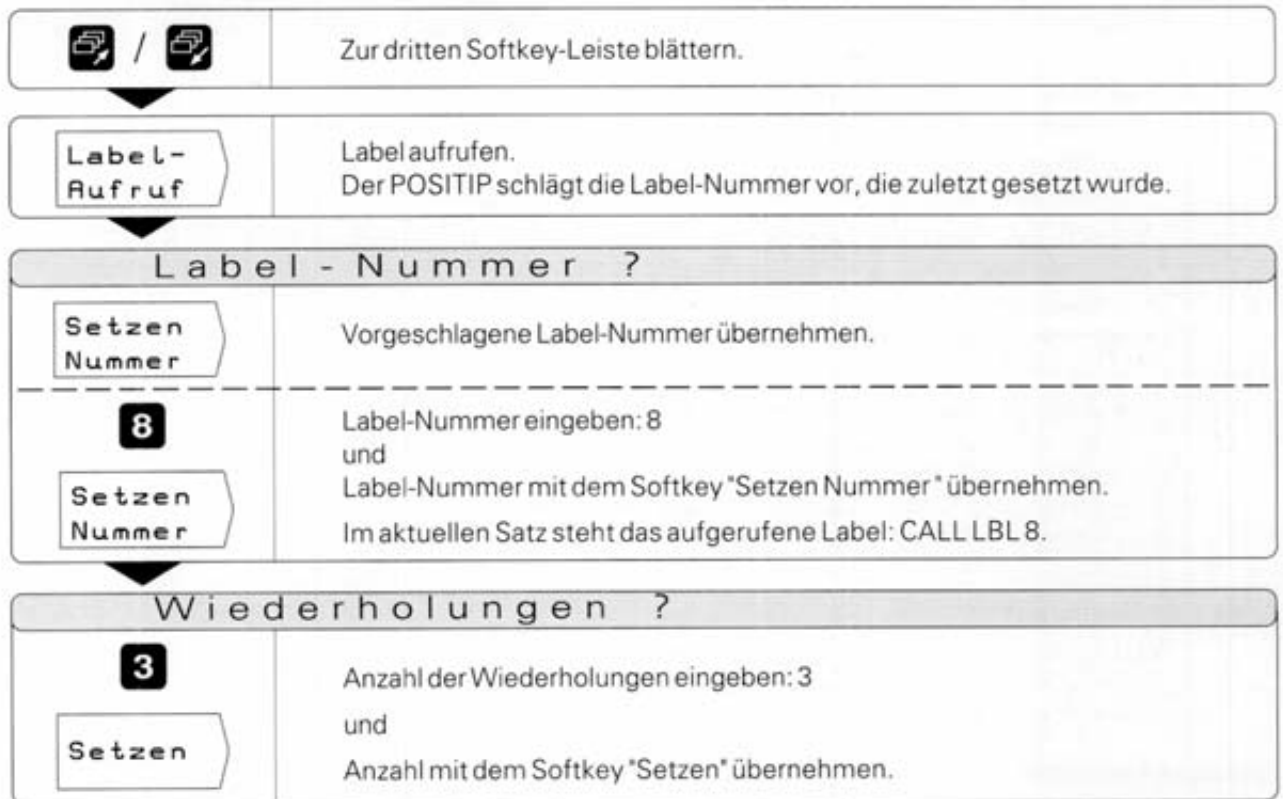 /
Zur dritten Softkey-Leiste blättern.
Label-
Aufruf
Label aufrufen.
Der POSITIP schlägt die Label-Nummer vor, die zuletzt gesetzt wurde.
Label-Nummer ?
Setzen
Nummer
Vorgeschlagene Label-Nummer übernehmen.
8
Setzen
Nummer
Label-Nummer eingeben: 8
und
Label-Nummer mit dem Softkey "Setzen Nummer" übernehmen.
Im aktuellen Satz steht das aufgerufene Label: CALL LBL 8.
Wiederholungen ?
3
Setzen
Anzahl der Wiederholungen eingeben: 3
und
Anzahl mit dem Softkey "Setzen" übernehmen.